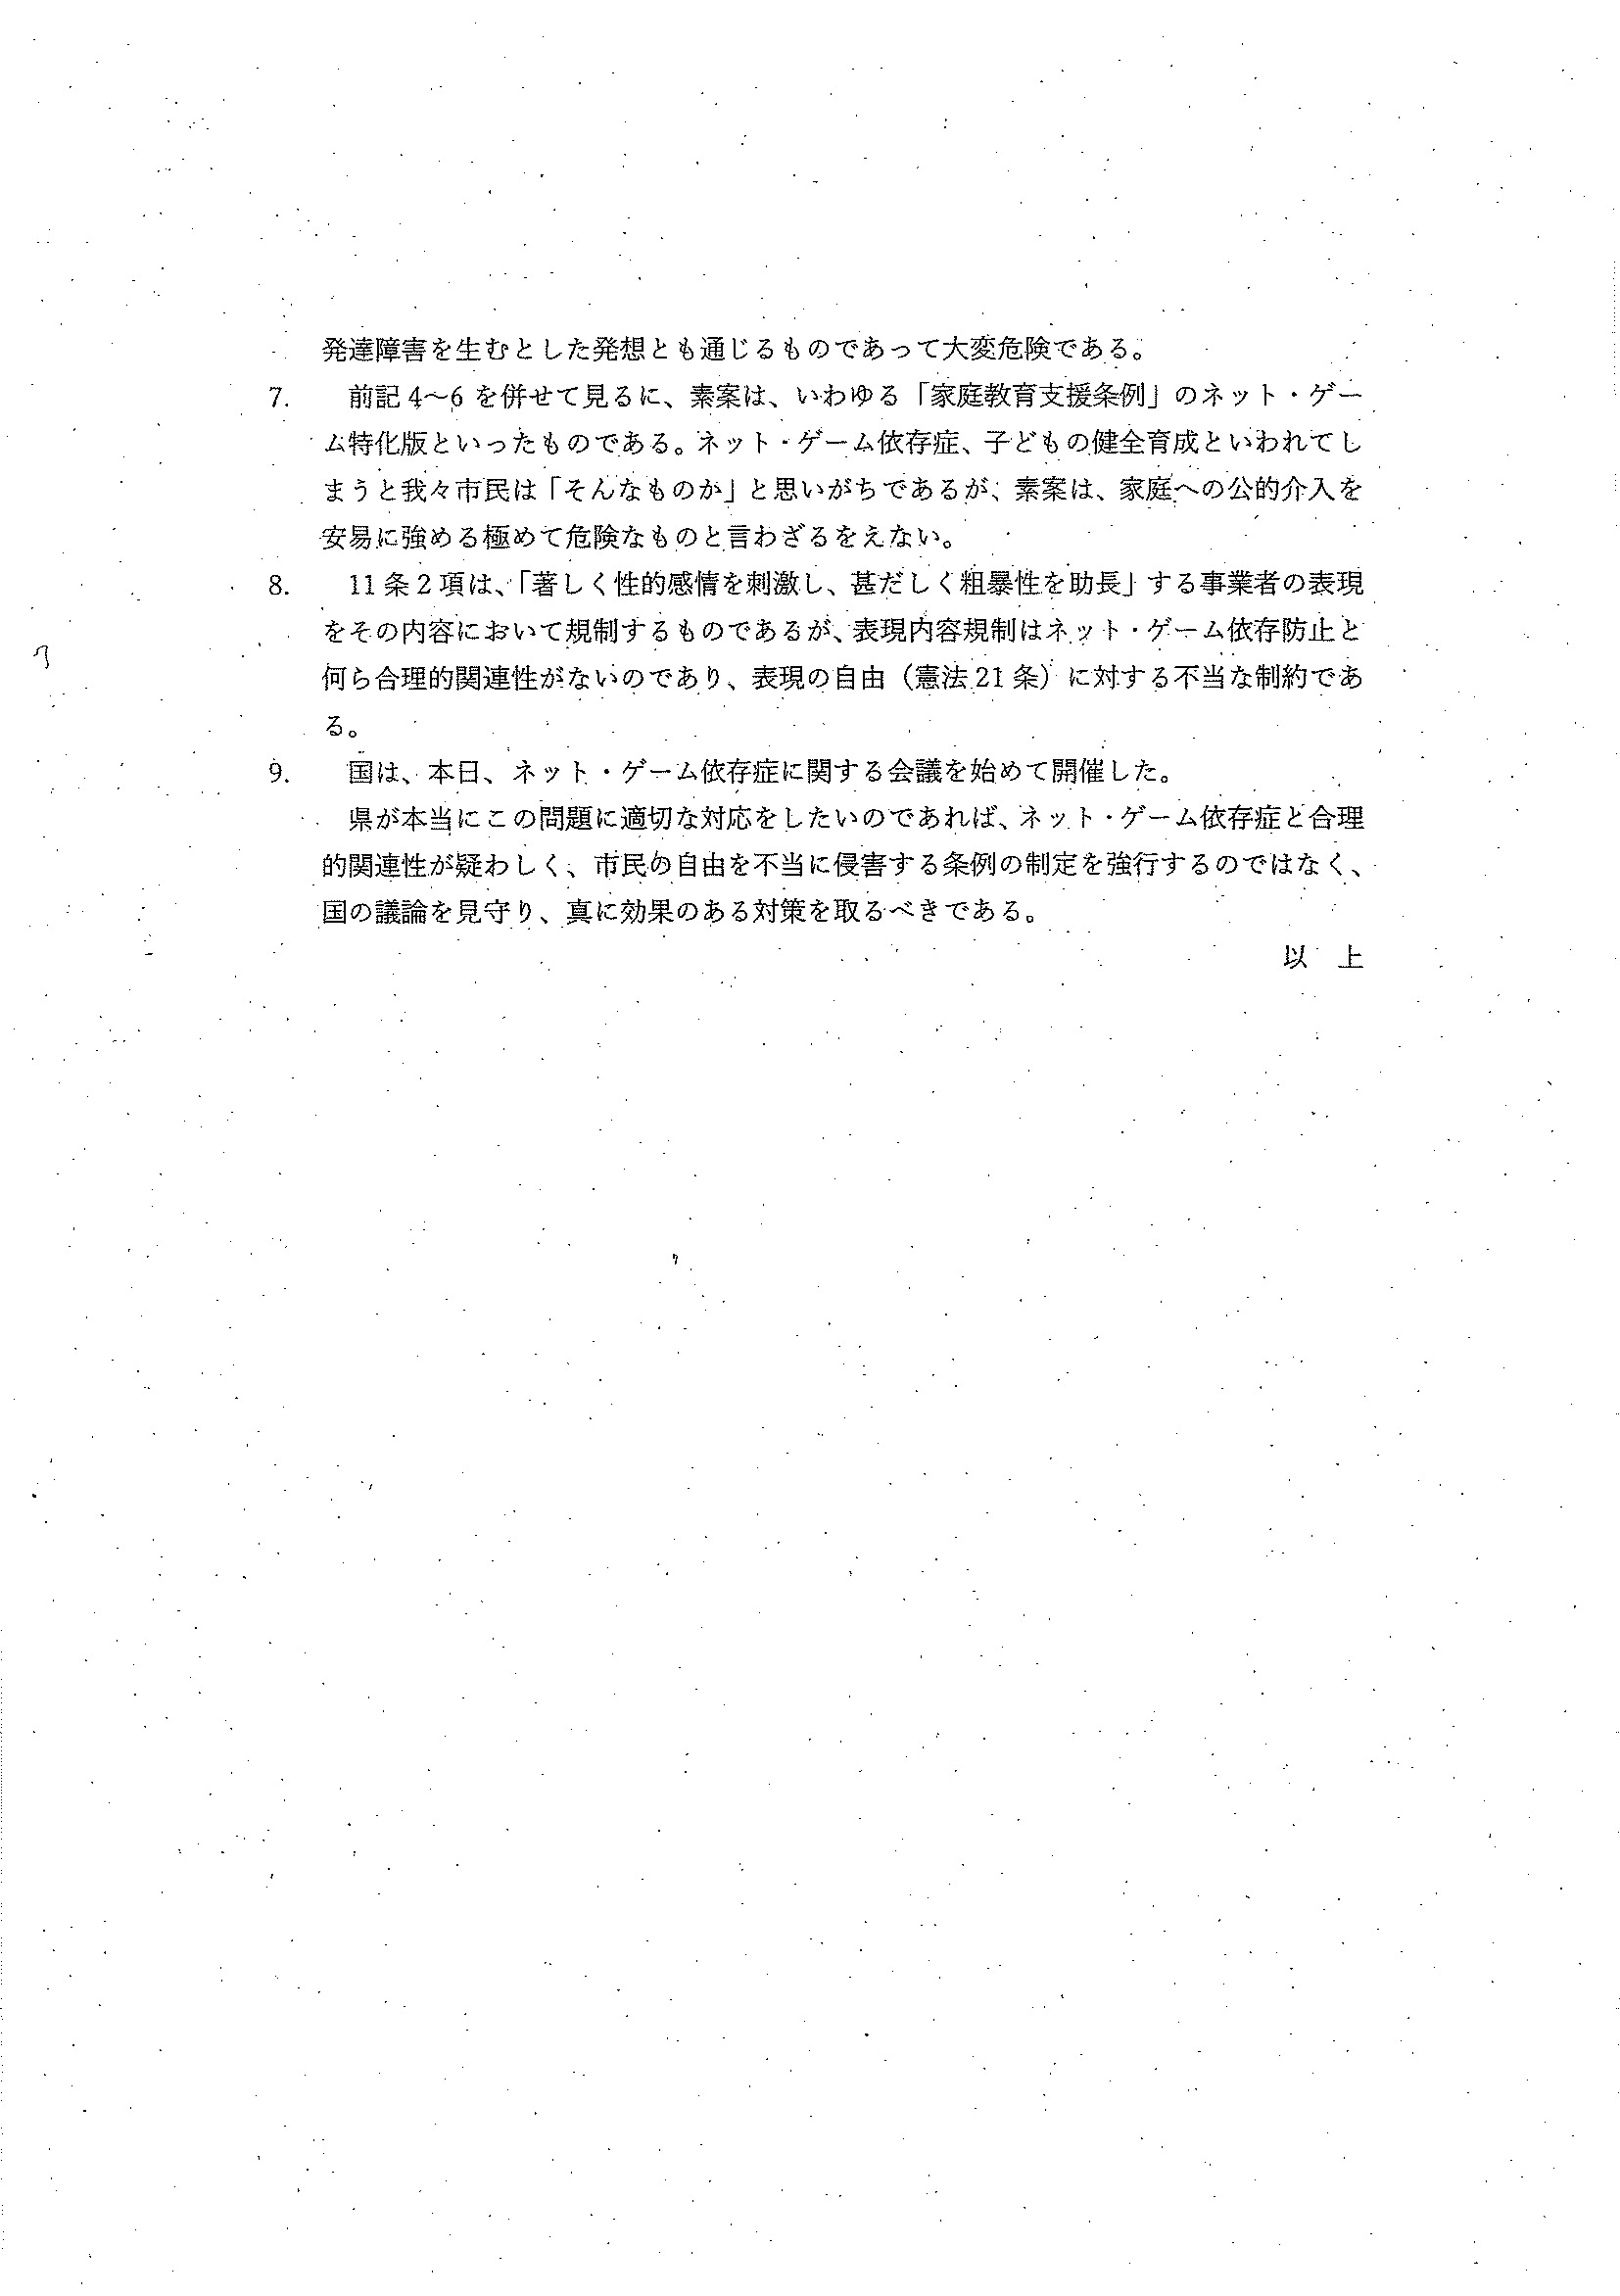 発達障害を生むとした発想とも通じるものであって大変危険である。
7.　前記4～6を併せて見るに、素案は、いわゆる「家庭教育支援条例」のネット・ゲー
ム特化版といったものである。ネット・ゲーム依存症、子どもの健全育成といわれてし
まうと我々市民は「そんなものか」と思いがちであるが、素案は、家庭への公的介入を
安易に強める極めて危険なものと言わざるをえない。
8.　11条2項は、「著しく性的感情を刺激し、甚だしく粗暴性を助長」する事業者の表現
をその内容において規制するものであるが、表現内容規制はネット・ゲーム依存防止と
何ら合理的関連性がないのであり、表現の自由（憲法21条）に対する不当な制約であ
る。
9.　国は、本日、ネット・ゲーム依存症に関する会議を始めて開催した。
県が本当にこの問題に適切な対応をしたいのであれば、ネット・ゲーム依存症と合理
的関連性が疑わしく、市民の自由を不当に侵害する条例の制定を強行するのではなく、
国の議論を見守り、真に効果のある対策を取るべきである。
以　上